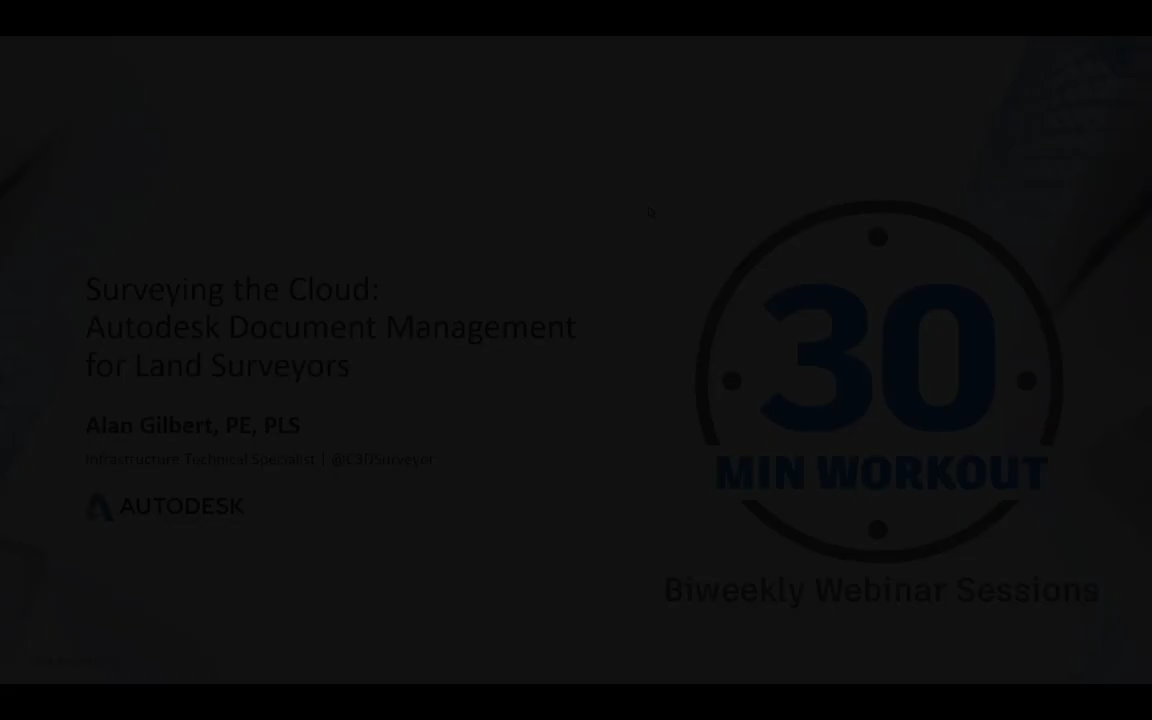 Surveying the Cloud:
Autodesk Document Management
for Land Surveyors
Alan Gilbert, PE, PLS
Infrastructure Technical Specialist | @C3DSurveyor
AUTODESK
30
MIN WORKOUT
Biweekly Webinar Sessions